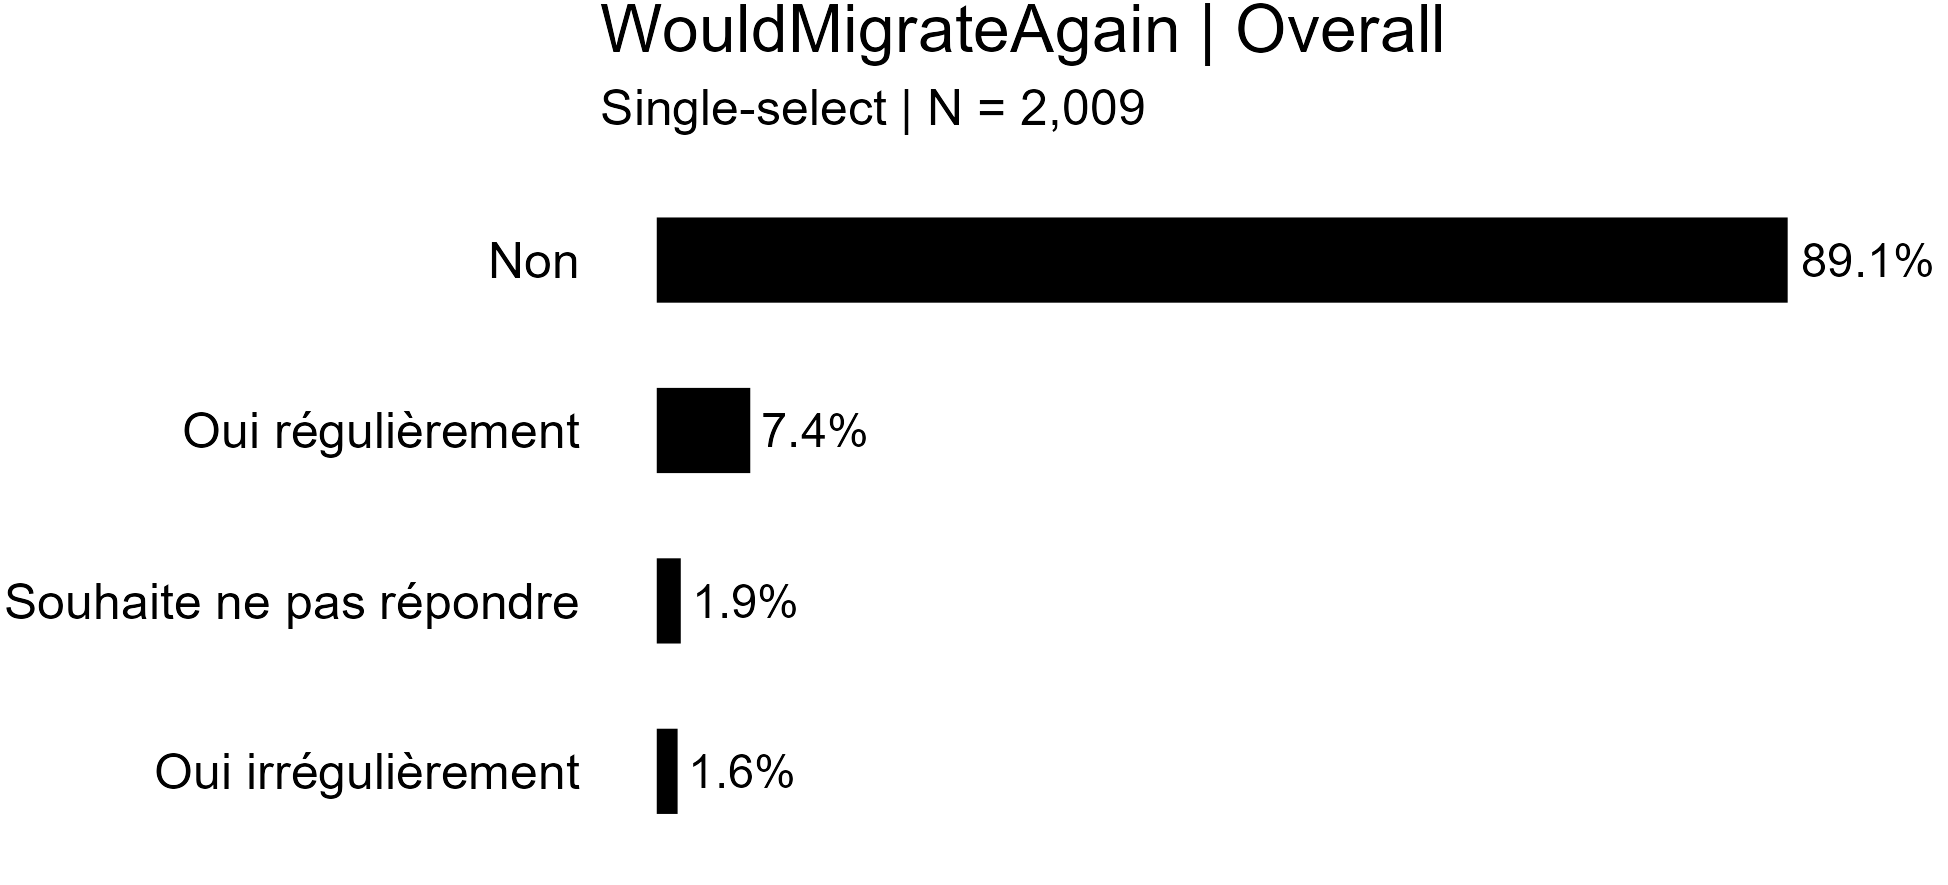 WouldMigrateAgain | Overall
Single-select | N = 2,009
Non 89.1%
Oui régulièrement 7.4%
Souhaite ne pas répondre 1.9%
Oui irrégulièrement 1.6%